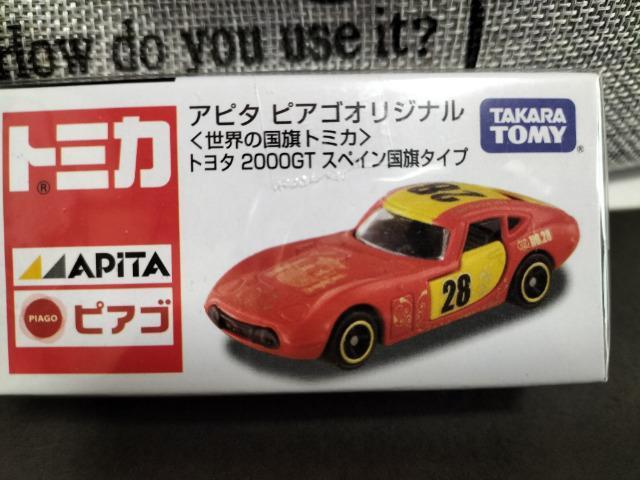 How do you use it?
トミカ
®
アピタ ピアゴオリジナル
<世界の国旗トミカ>
トヨタ 2000GT スペイン国旗タイプ
TAKARA
TOMY
®
APiTA
PIAGO
ピアゴ
28
28
NO.28